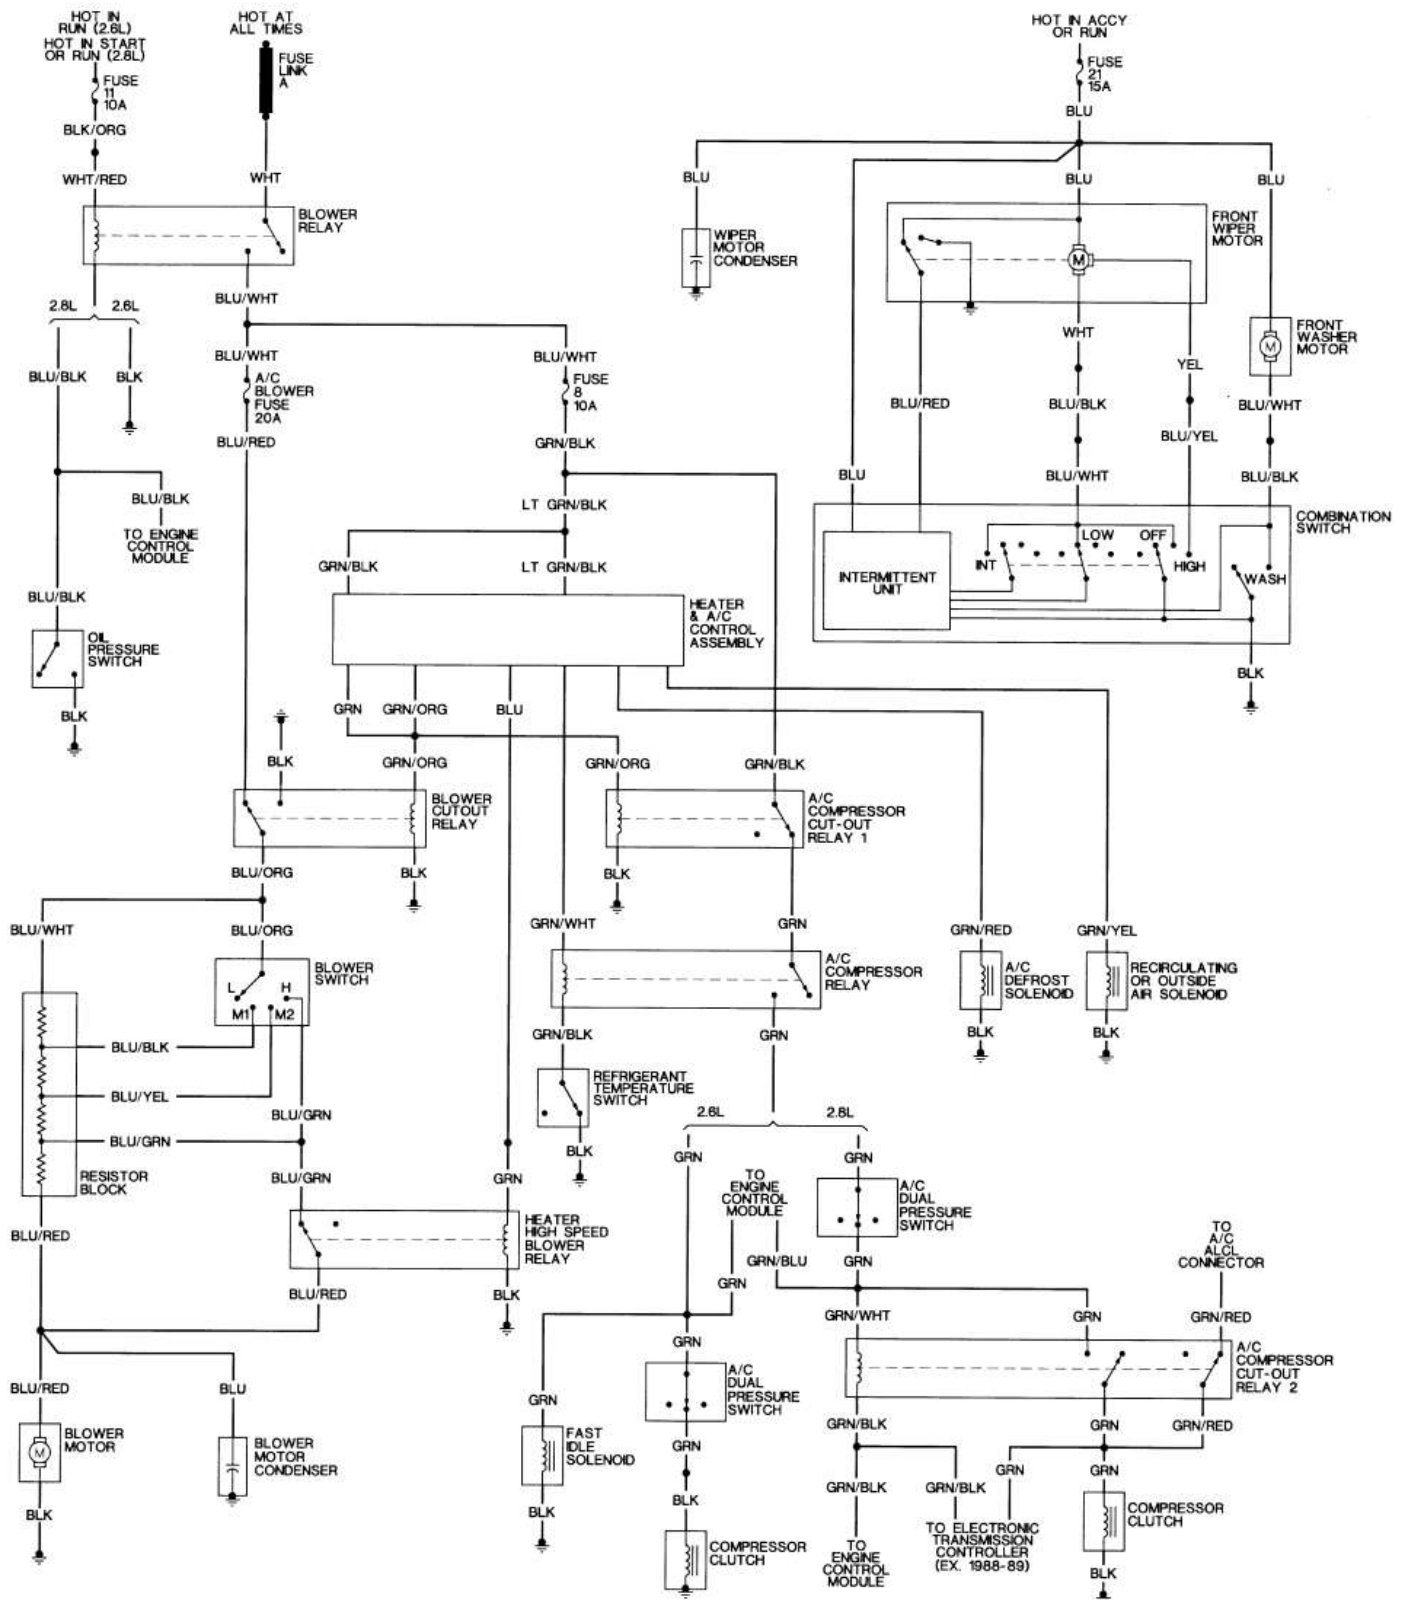 HOT IN
RUN (2.6L)
HOT IN START
OR RUN (2.8L)
FUSE
11
10A
BLK/ORG
WHT/RED
HOT AT
ALL TIMES
FUSE
LINK
A
WHT
BLOWER
RELAY
2.8L
2.6L
BLU/WHT
BLU/BLK
BLK
BLU/WHT
A/C
BLOWER
FUSE
20A
BLU/RED
BLU/WHT
FUSE
8
10A
GRN/BLK
BLU/BLK
TO ENGINE
CONTROL
MODULE
BLU/BLK
OIL
PRESSURE
SWITCH
BLK
LT GRN/BLK
GRN/BLK
LT GRN/BLK
HEATER
& A/C
CONTROL
ASSEMBLY
HOT IN ACCY
OR RUN
FUSE
21
15A
BLU
BLU
BLU
BLU
WIPER
MOTOR
CONDENSER
FRONT
WIPER
MOTOR
M
FRONT
WASHER
MOTOR
M
WHT
YEL
BLU/RED
BLU/BLK
BLU/WHT
BLU/YEL
BLU
BLU/WHT
BLU/BLK
COMBINATION
SWITCH
INTERMITTENT
UNIT
INT
LOW
OFF
HIGH
WASH
BLK
GRN
GRN/ORG
BLU
BLK
GRN/ORG
GRN/ORG
GRN/BLK
BLOWER
CUTOUT
RELAY
A/C
COMPRESSOR
CUT-OUT
RELAY 1
BLU/ORG
BLK
BLK
BLU/WHT
BLU/ORG
GRN/WHT
GRN
GRN/RED
GRN/YEL
BLOWER
SWITCH
L
H
M1
M2
A/C
COMPRESSOR
RELAY
A/C
DEFROST
SOLENOID
RECIRCULATING
OR OUTSIDE
AIR SOLENOID
BLK
BLK
BLU/BLK
BLU/YEL
BLU/GRN
BLU/GRN
BLU/GRN
RESISTOR
BLOCK
GRN/BLK
GRN
REFRIGERANT
TEMPERATURE
SWITCH
BLK
2.6L
2.8L
GRN
GRN
GRN
TO
ENGINE
CONTROL
MODULE
A/C
DUAL
PRESSURE
SWITCH
BLU/RED
HEATER
HIGH SPEED
BLOWER
RELAY
BLU/RED
BLK
GRN/BLU
GRN
GRN
TO
A/C
ALCL
CONNECTOR
GRN/WHT
GRN
GRN/RED
A/C
COMPRESSOR
CUT-OUT
RELAY 2
GRN
A/C
DUAL
PRESSURE
SWITCH
BLU/RED
BLU
GRN
BLOWER
MOTOR
M
BLOWER
MOTOR
CONDENSER
BLK
FAST
IDLE
SOLENOID
BLK
GRN
BLK
COMPRESSOR
CLUTCH
GRN/BLK
GRN
GRN/RED
GRN/BLK
GRN/BLK
GRN
GRN
TO
ENGINE
CONTROL
MODULE
TO ELECTRONIC
TRANSMISSION
CONTROLLER
(EX. 1988-89)
COMPRESSOR
CLUTCH
BLK